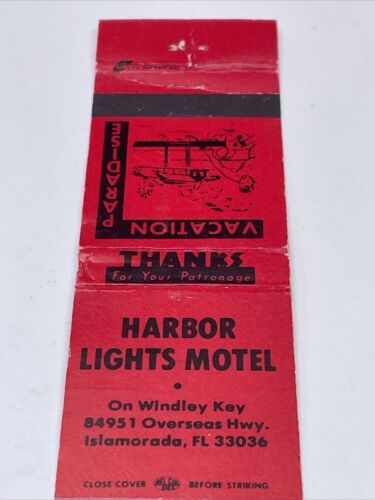 VACATION
PARADISE
THANKS
For Your Patronage
HARBOR
LIGHTS MOTEL
•
On Windley Key
84951 Overseas Hwy.
Islamorada, FL 33036
CLOSE COVER BEFORE STRIKING